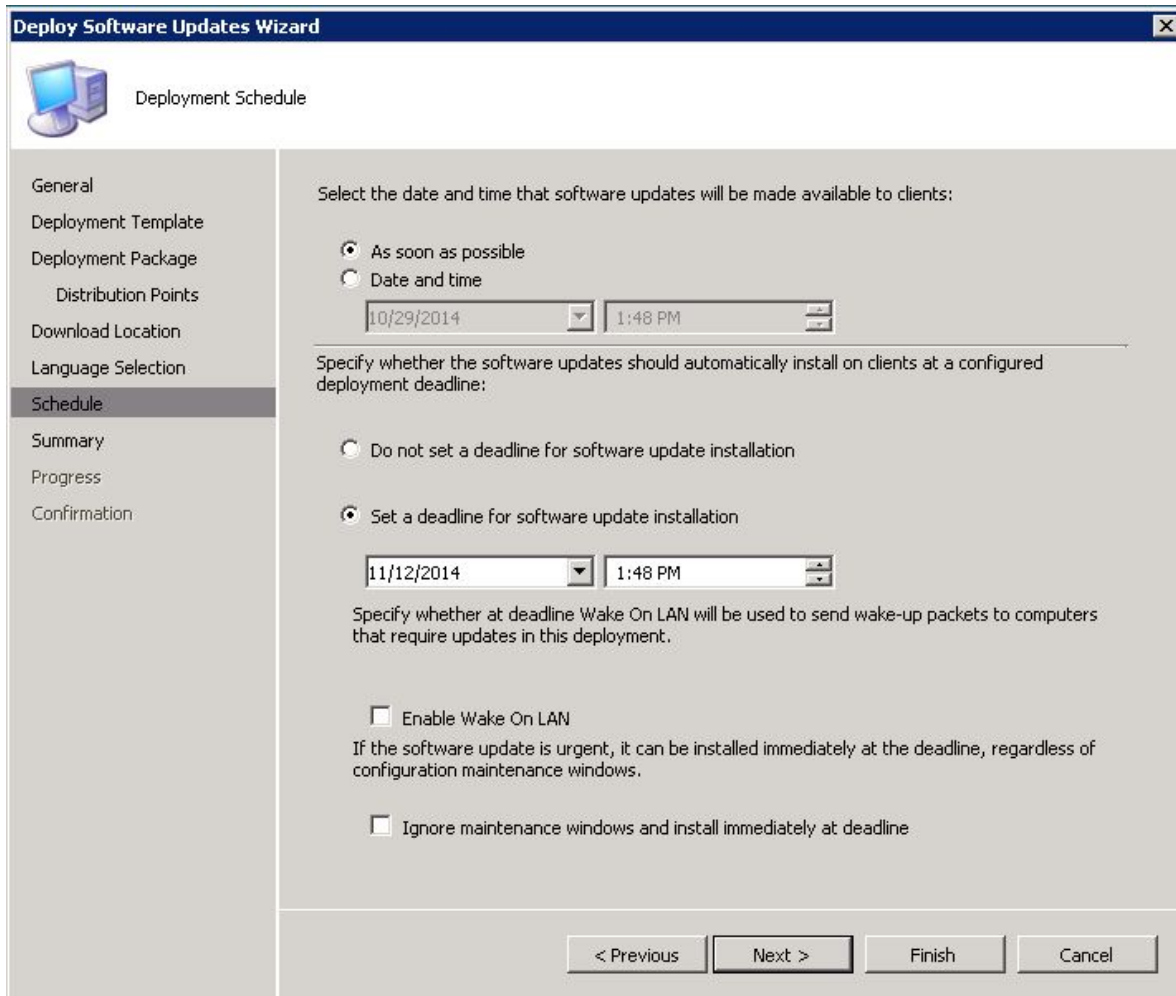 Deploy Software Updates Wizard
Deployment Schedule
General
Deployment Template
Deployment Package
Distribution Points
Download Location
Language Selection
Schedule
Summary
Progress
Confirmation
Select the date and time that software updates will be made available to clients:
As soon as possible
Date and time
10/29/2014 1:48 PM
Specify whether the software updates should automatically install on clients at a configured
deployment deadline:
Do not set a deadline for software update installation
Set a deadline for software update installation
11/12/2014 1:48 PM
Specify whether at deadline Wake On LAN will be used to send wake-up packets to computers
that require updates in this deployment.
Enable Wake On LAN
If the software update is urgent, it can be installed immediately at the deadline, regardless of
configuration maintenance windows.
Ignore maintenance windows and install immediately at deadline
< Previous Next > Finish Cancel